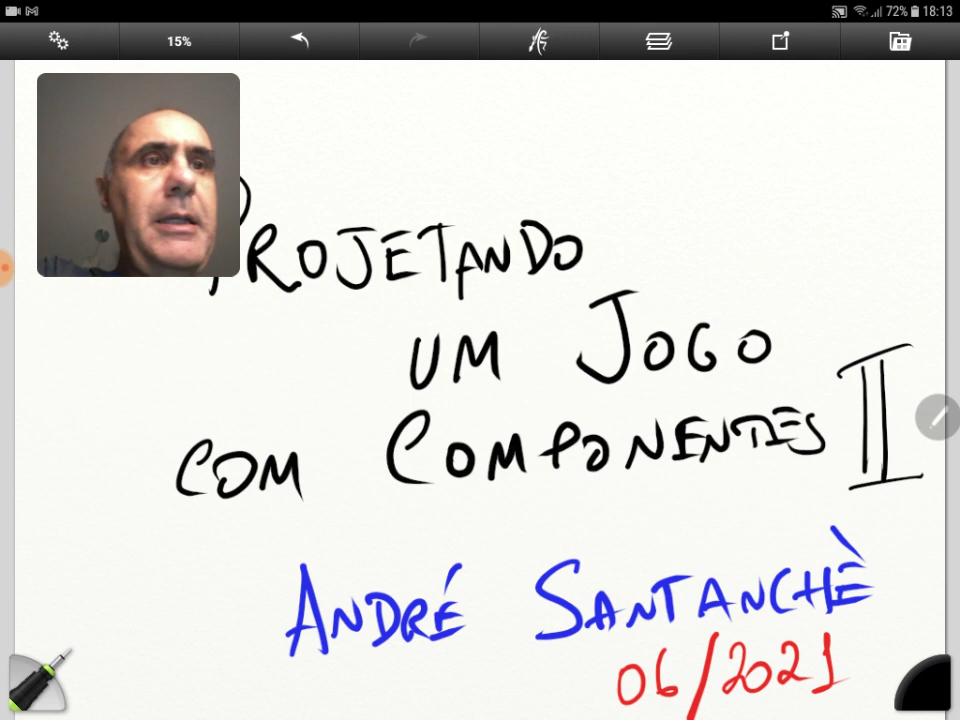 72% 18:13
15%
PROJETANDO
UM JOGO
COM COMPONENTES II
ANDRÉ SANTANCHÈ
06/2021